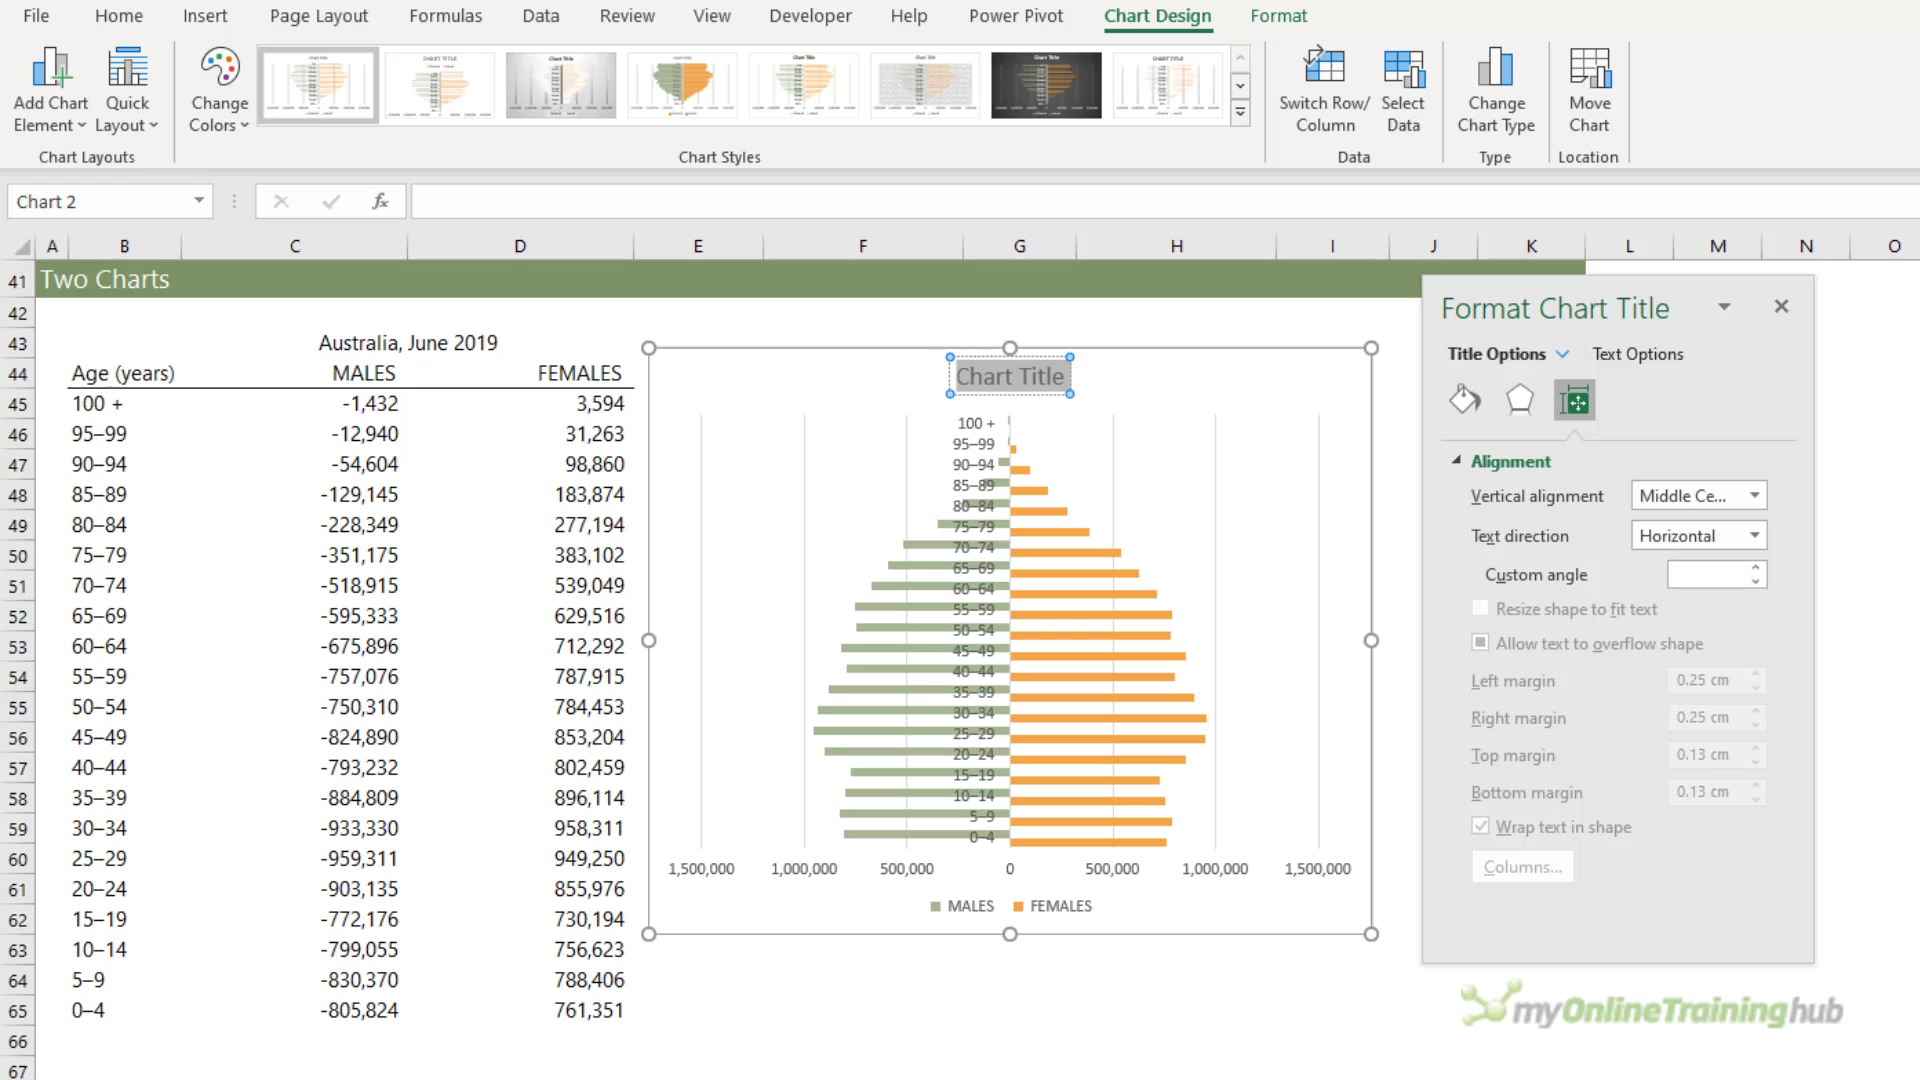 File Home Insert Page Layout Formulas Data Review View Developer Help Power Pivot Chart Design Format
Add Chart Element
Quick Layout
Change Colors
Switch Row/ Column
Select Data
Change Chart Type
Move Chart
Chart Layouts Chart Styles Data Type Location
Chart 2
fx
A B C D E F G H I J K L M N O
41 Two Charts
42
43 Australia, June 2019
44 Age (years) MALES FEMALES
45 100 + -1,432 3,594
46 95–99 -12,940 31,263
47 90–94 -54,604 98,860
48 85–89 -129,145 183,874
49 80–84 -228,349 277,194
50 75–79 -351,175 383,102
51 70–74 -518,915 539,049
52 65–69 -595,333 629,516
53 60–64 -675,896 712,292
54 55–59 -757,076 787,915
55 50–54 -750,310 784,453
56 45–49 -824,890 853,204
57 40–44 -793,232 802,459
58 35–39 -884,809 896,114
59 30–34 -933,330 958,311
60 25–29 -959,311 949,250
61 20–24 -903,135 855,976
62 15–19 -772,176 730,194
63 10–14 -799,055 756,623
64 5–9 -830,370 788,406
65 0–4 -805,824 761,351
66
67
Chart Title
100 +
95–99
90–94
85–89
80–84
75–79
70–74
65–69
60–64
55–59
50–54
45–49
40–44
35–39
30–34
25–29
20–24
15–19
10–14
5–9
0–4
1,500,000 1,000,000 500,000 0 500,000 1,000,000 1,500,000
MALES FEMALES
Format Chart Title
Title Options Text Options
Alignment
Vertical alignment Middle Ce...
Text direction Horizontal
Custom angle
Resize shape to fit text
Allow text to overflow shape
Left margin 0.25 cm
Right margin 0.25 cm
Top margin 0.13 cm
Bottom margin 0.13 cm
Wrap text in shape
Columns...
myOnlineTraininghub